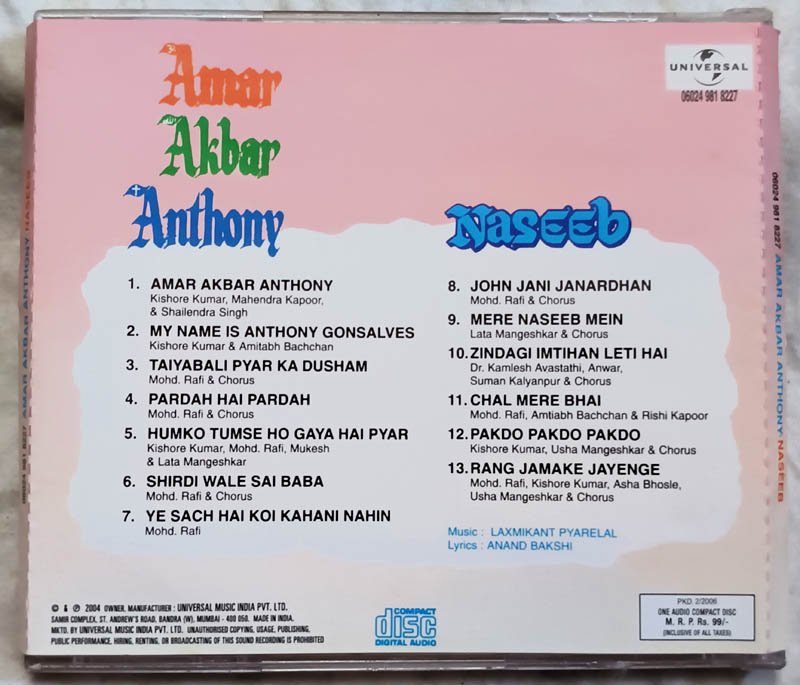 Amar
Akbar
Anthony
UNIVERSAL
06024 981 8227
Naseeb
1. AMAR AKBAR ANTHONY
Kishore Kumar, Mahendra Kapoor,
& Shailendra Singh
2. MY NAME IS ANTHONY GONSALVES
Kishore Kumar & Amitabh Bachchan
3. TAIYABALI PYAR KA DUSHAM
Mohd. Rafi & Chorus
4. PARDAH HAI PARDAH
Mohd. Rafi & Chorus
5. HUMKO TUMSE HO GAYA HAI PYAR
Kishore Kumar, Mohd. Rafi, Mukesh
& Lata Mangeshkar
6. SHIRDI WALE SAI BABA
Mohd. Rafi & Chorus
7. YE SACH HAI KOI KAHANI NAHIN
Mohd. Rafi
8. JOHN JANI JANARDHAN
Mohd. Rafi & Chorus
9. MERE NASEEB MEIN
Lata Mangeshkar & Chorus
10. ZINDAGI IMTIHAN LETI HAI
Dr. Kamlesh Avastathi, Anwar,
Suman Kalyanpur & Chorus
11. CHAL MERE BHAI
Mohd. Rafi, Amtiabh Bachchan & Rishi Kapoor
12. PAKDO PAKDO PAKDO
Kishore Kumar, Usha Mangeshkar & Chorus
13. RANG JAMAKE JAYENGE
Mohd. Rafi, Kishore Kumar, Asha Bhosle,
Usha Mangeshkar & Chorus
Music : LAXMIKANT PYARELAL
Lyrics : ANAND BAKSHI
© & ℗ 2004 OWNER, MANUFACTURER : UNIVERSAL MUSIC INDIA PVT. LTD.
SAMIR COMPLEX, ST. ANDREW'S ROAD, BANDRA (W), MUMBAI - 400 050. MADE IN INDIA.
MKTD. BY UNIVERSAL MUSIC INDIA PVT. LTD. UNAUTHORISED COPYING, USAGE, PUBLISHING,
PUBLIC PERFORMANCE, HIRING, RENTING, OR BROADCASTING OF THIS SOUND RECORDING IS PROHIBITED
COMPACT
disc
DIGITAL AUDIO
PKD 2/2006
ONE AUDIO COMPACT DISC
M. R. P. Rs. 99/-
(INCLUSIVE OF ALL TAXES)
06024 981 8227 AMAR AKBAR ANTHONY NASEEB
06024 981 8227 AMAR AKBAR ANTHONY NASEEB